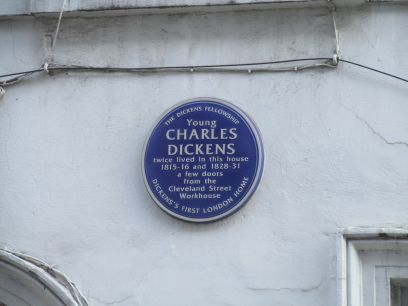 THE DICKENS FELLOWSHIP
Young
CHARLES
DICKENS
twice lived in this house
1815-16 and 1828-31
a few doors
from the
Cleveland Street
Workhouse
DICKENS'S FIRST LONDON HOME